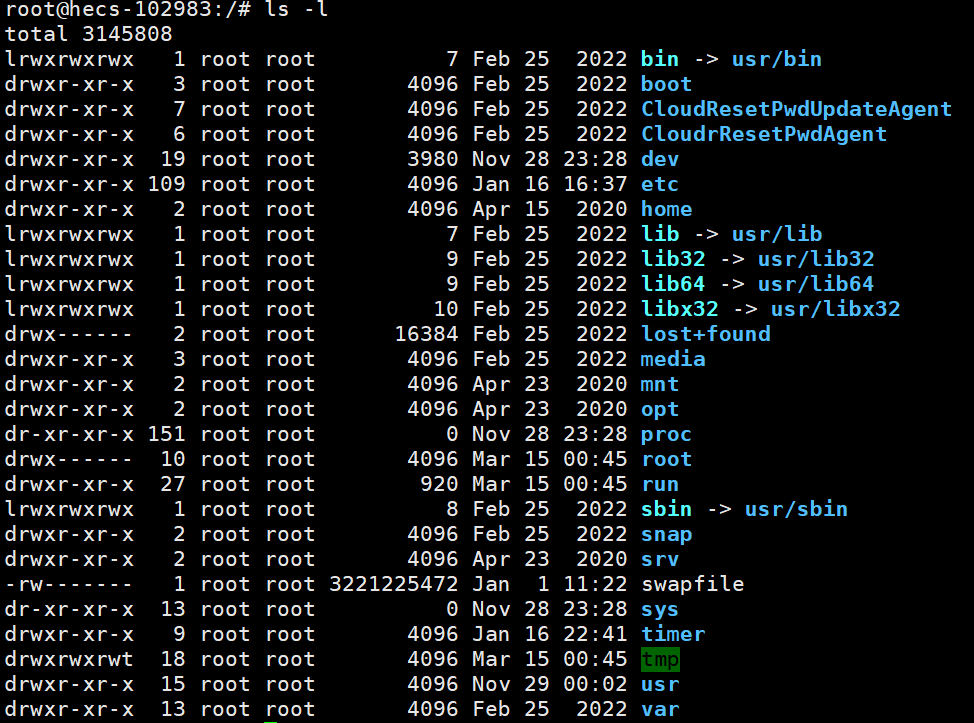 root@hecs-102983:/# ls -l
total 3145808
lrwxrwxrwx   1 root root          7 Feb 25  2022 bin -> usr/bin
drwxr-xr-x   3 root root       4096 Feb 25  2022 boot
drwxr-xr-x   7 root root       4096 Feb 25  2022 CloudResetPwdUpdateAgent
drwxr-xr-x   6 root root       4096 Feb 25  2022 CloudrResetPwdAgent
drwxr-xr-x  19 root root       3980 Nov 28 23:28 dev
drwxr-xr-x 109 root root       4096 Jan 16 16:37 etc
drwxr-xr-x   2 root root       4096 Apr 15  2020 home
lrwxrwxrwx   1 root root          7 Feb 25  2022 lib -> usr/lib
lrwxrwxrwx   1 root root          9 Feb 25  2022 lib32 -> usr/lib32
lrwxrwxrwx   1 root root          9 Feb 25  2022 lib64 -> usr/lib64
lrwxrwxrwx   1 root root         10 Feb 25  2022 libx32 -> usr/libx32
drwx------   2 root root      16384 Feb 25  2022 lost+found
drwxr-xr-x   3 root root       4096 Feb 25  2022 media
drwxr-xr-x   2 root root       4096 Apr 23  2020 mnt
drwxr-xr-x   2 root root       4096 Apr 23  2020 opt
dr-xr-xr-x 151 root root          0 Nov 28 23:28 proc
drwx------  10 root root       4096 Mar 15 00:45 root
drwxr-xr-x  27 root root        920 Mar 15 00:45 run
lrwxrwxrwx   1 root root          8 Feb 25  2022 sbin -> usr/sbin
drwxr-xr-x   2 root root       4096 Feb 25  2022 snap
drwxr-xr-x   2 root root       4096 Apr 23  2020 srv
-rw-------   1 root root 3221225472 Jan  1 11:22 swapfile
dr-xr-xr-x  13 root root          0 Nov 28 23:28 sys
drwxr-xr-x   9 root root       4096 Jan 16 22:41 timer
drwxrwxrwt  18 root root       4096 Mar 15 00:45 tmp
drwxr-xr-x  15 root root       4096 Nov 29 00:02 usr
drwxr-xr-x  13 root root       4096 Feb 25  2022 var